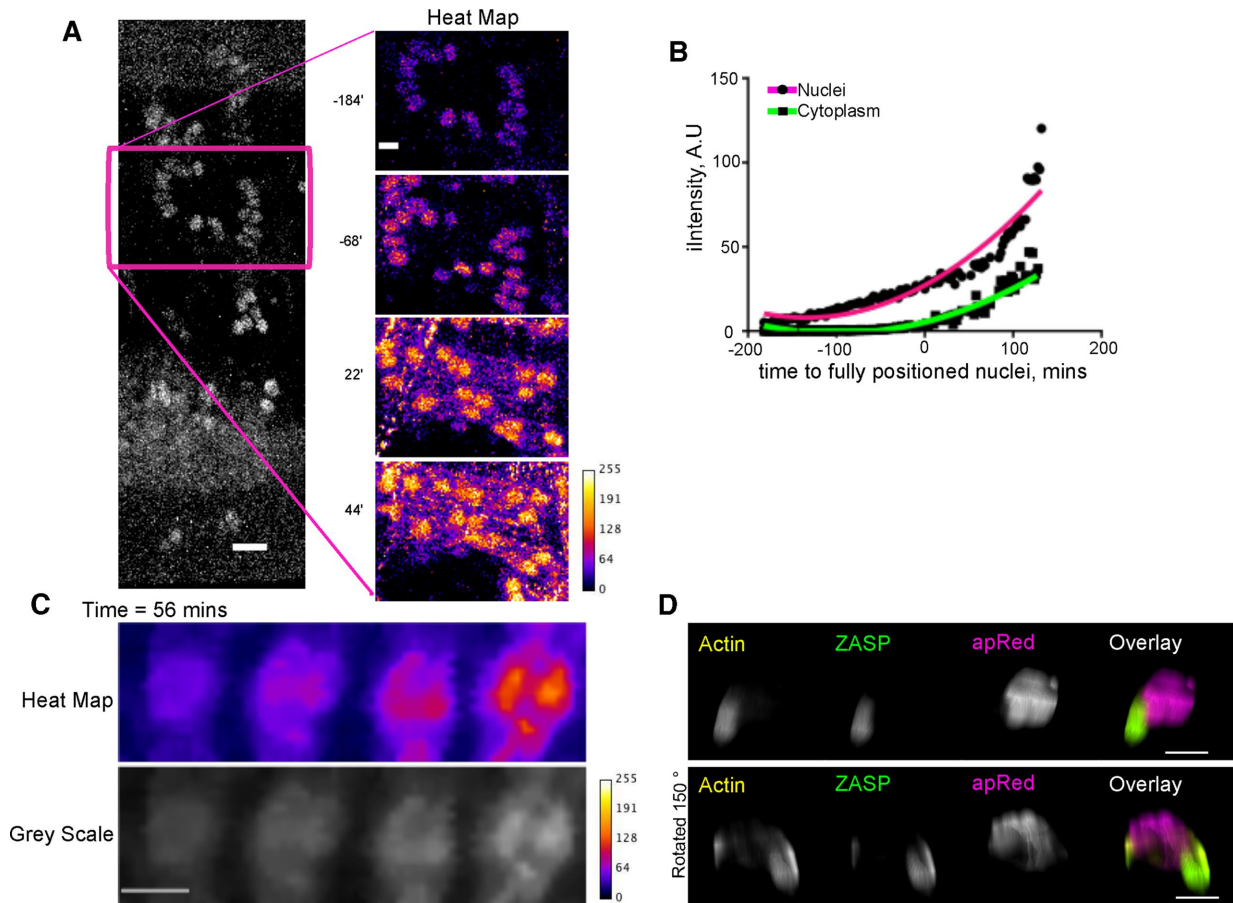 A
Heat Map
-184'
-68'
22'
44'
255
191
128
64
0
B
iIntensity, A.U
150
100
50
0
Nuclei
Cytoplasm
-200
-100
0
100
200
time to fully positioned nuclei, mins
C
Time = 56 mins
Heat Map
Grey Scale
255
191
128
64
0
D
Actin
ZASP
apRed
Overlay
Rotated 150 °
Actin
ZASP
apRed
Overlay